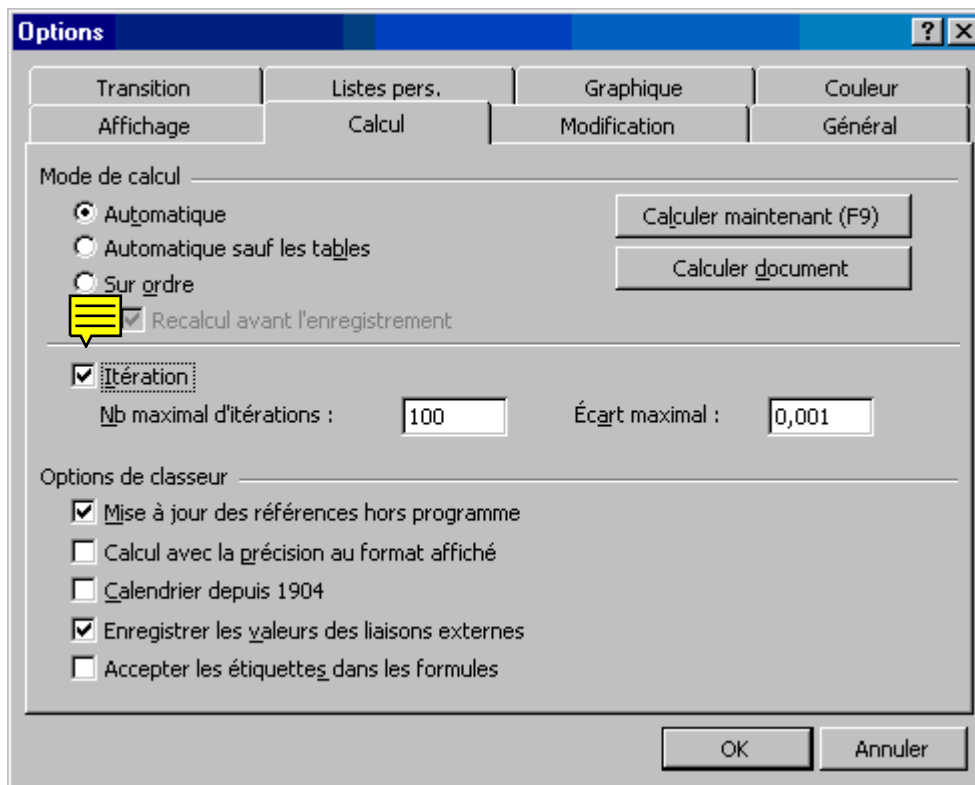 Options
Transition Listes pers. Graphique Couleur
Affichage Calcul Modification Général
Mode de calcul
Automatique Calculer maintenant (F9)
Automatique sauf les tables
Sur ordre Calculer document
Recalcul avant l'enregistrement
Itération
Nb maximal d'itérations : 100 Écart maximal : 0,001
Options de classeur
Mise à jour des références hors programme
Calcul avec la précision au format affiché
Calendrier depuis 1904
Enregistrer les valeurs des liaisons externes
Accepter les étiquettes dans les formules
OK Annuler